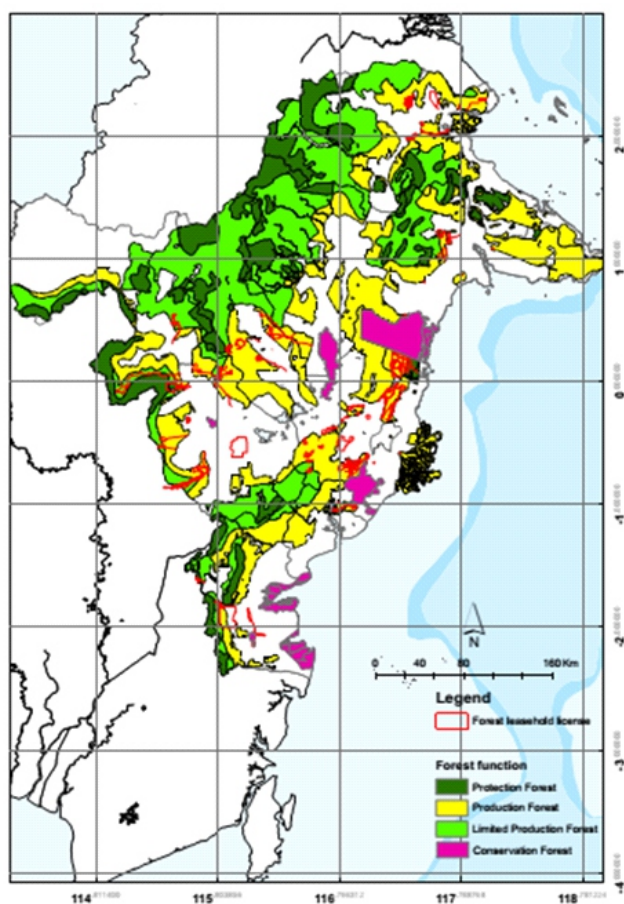 2
1
0
-1
-2
-3
-4
N
0 40 80 160 Km
Legend
Forest leasehold license
Forest function
Protection Forest
Production Forest
Limited Production Forest
Conservation Forest
114 115 116 117 118